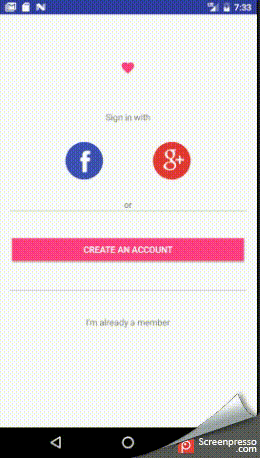 7:33
Sign in with
f
g+
or
CREATE AN ACCOUNT
I'm already a member
Screenpresso
.com